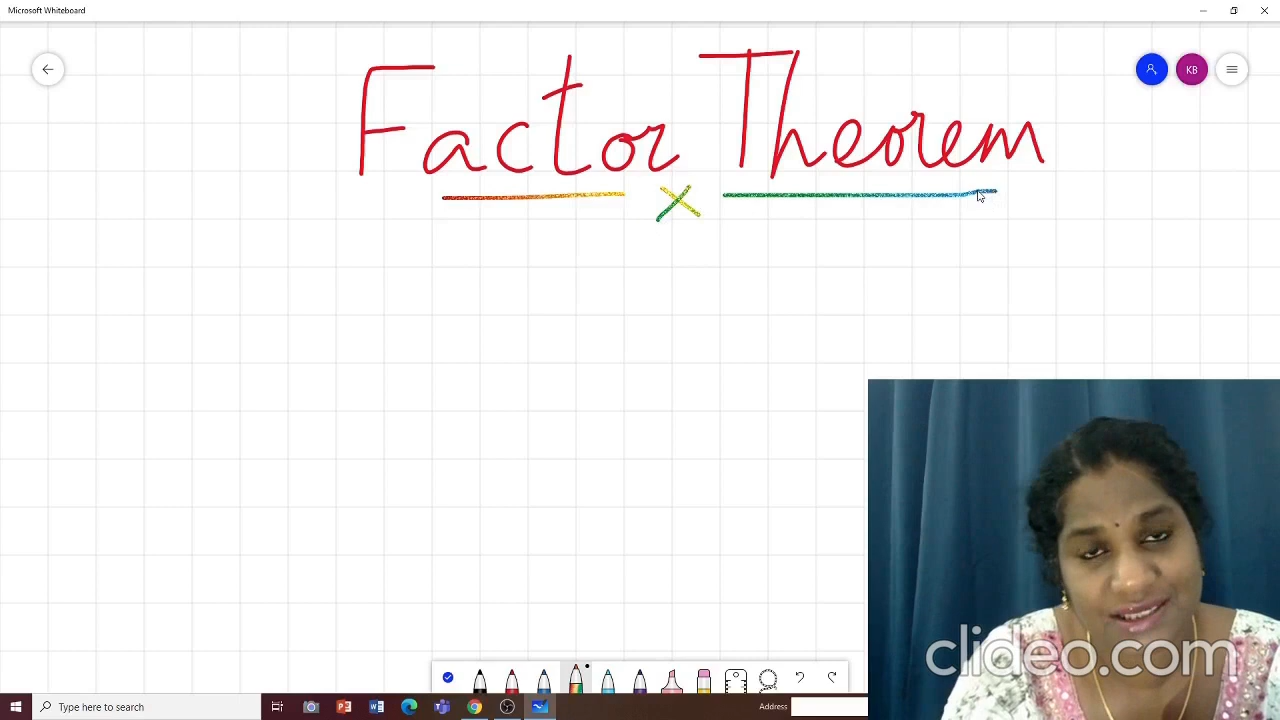 Microsoft Whiteboard
Factor Theorem
KB
clideo.com
Type here to search
Address